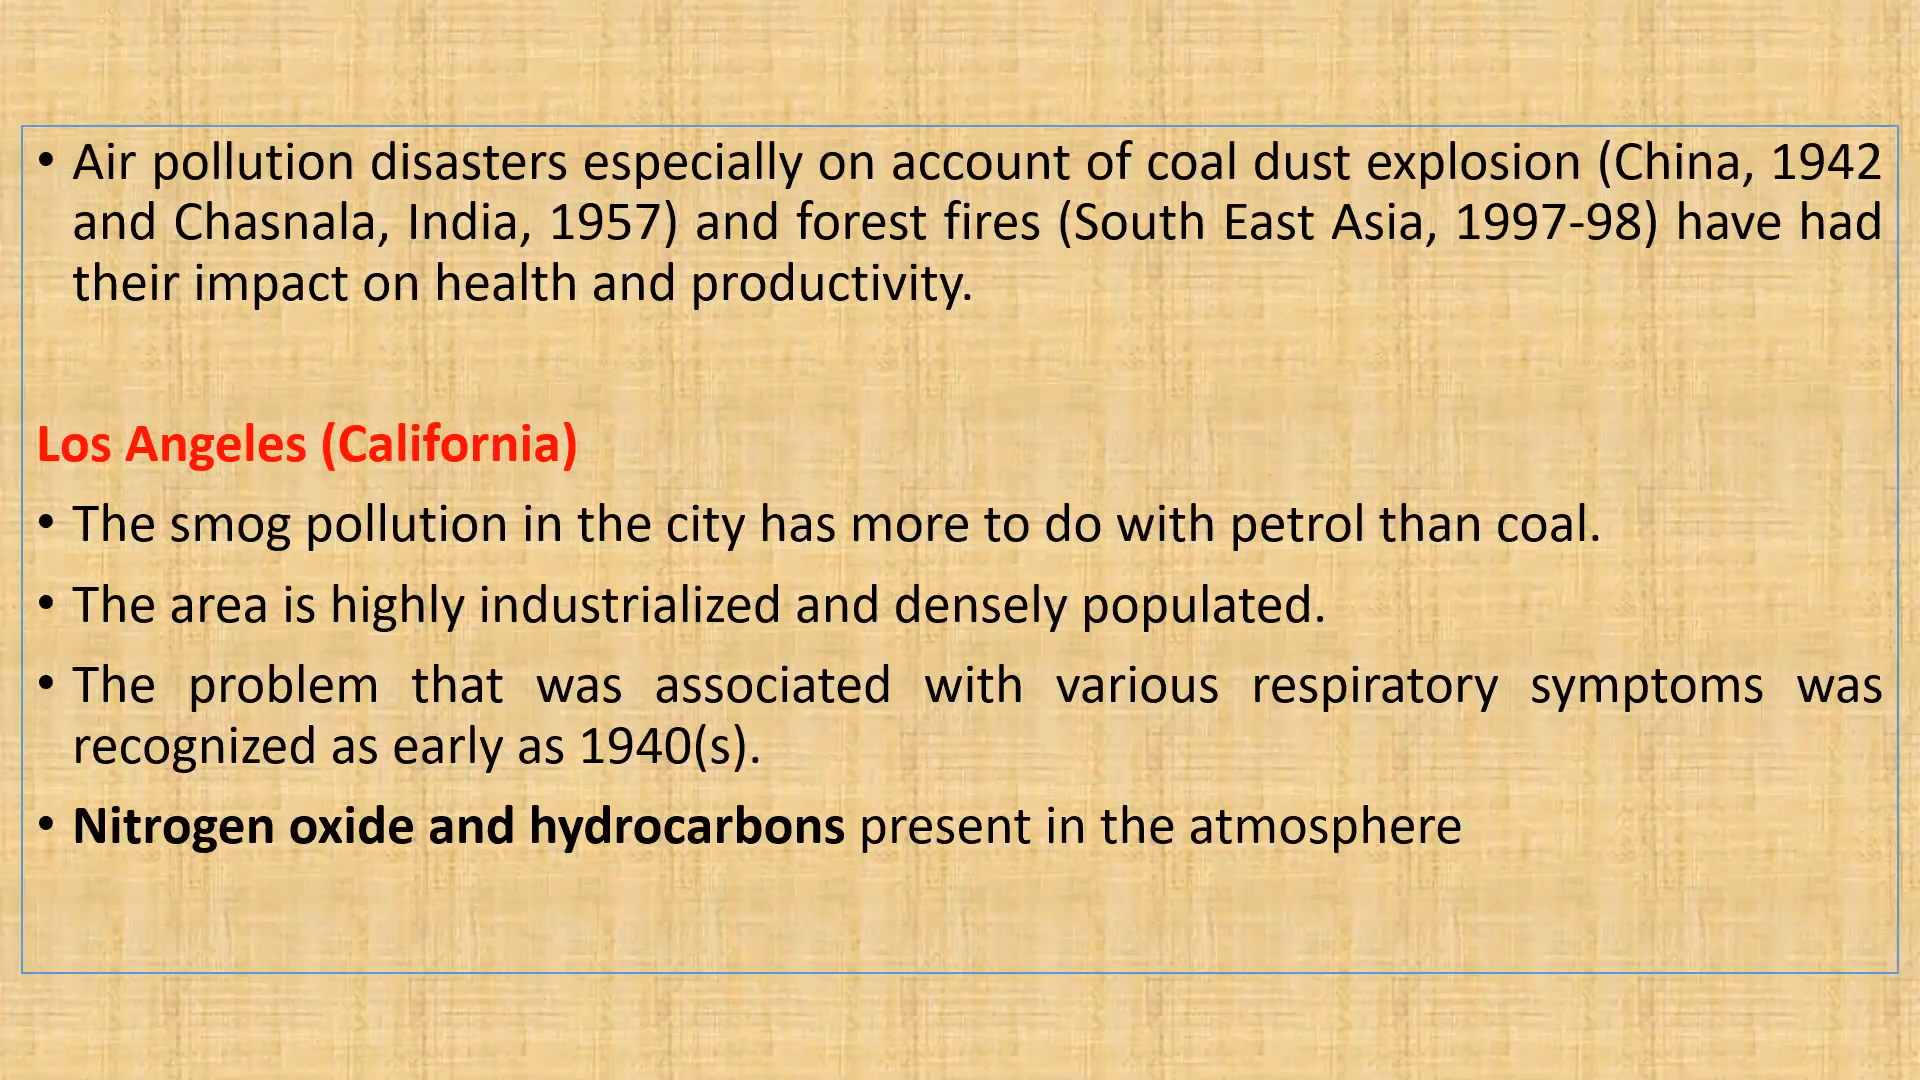 • Air pollution disasters especially on account of coal dust explosion (China, 1942
and Chasnala, India, 1957) and forest fires (South East Asia, 1997-98) have had
their impact on health and productivity.
Los Angeles (California)
• The smog pollution in the city has more to do with petrol than coal.
• The area is highly industrialized and densely populated.
• The problem that was associated with various respiratory symptoms was
recognized as early as 1940(s).
• Nitrogen oxide and hydrocarbons present in the atmosphere